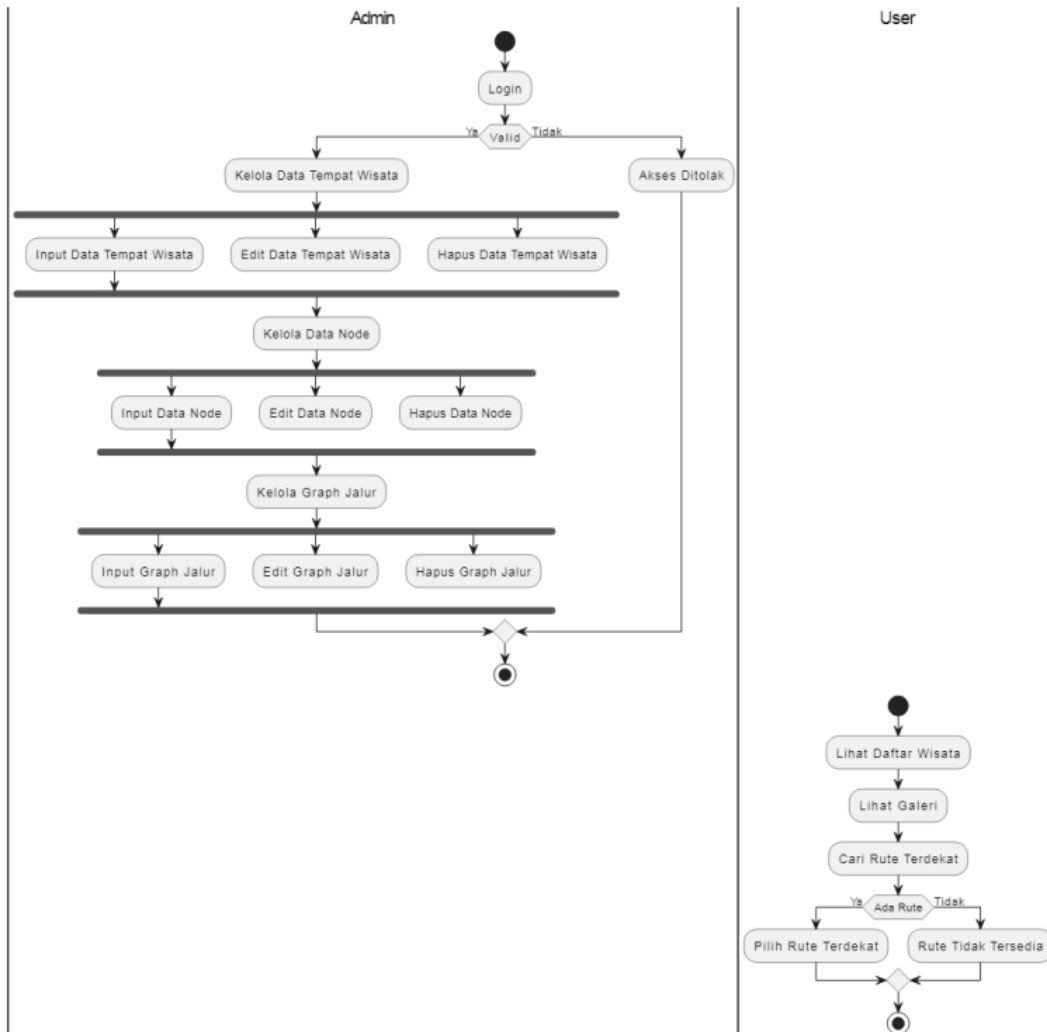 Admin
User
Login
Ya
Valid
Tidak
Kelola Data Tempat Wisata
Akses Ditolak
Input Data Tempat Wisata
Edit Data Tempat Wisata
Hapus Data Tempat Wisata
Kelola Data Node
Input Data Node
Edit Data Node
Hapus Data Node
Kelola Graph Jalur
Input Graph Jalur
Edit Graph Jalur
Hapus Graph Jalur
Lihat Daftar Wisata
Lihat Galeri
Cari Rute Terdekat
Ya
Ada Rute
Tidak
Pilih Rute Terdekat
Rute Tidak Tersedia